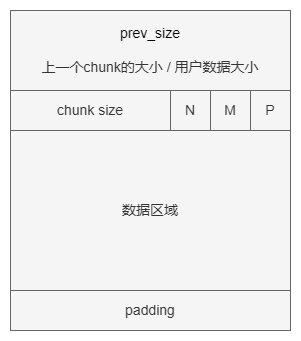 prev_size
上一个chunk的大小 / 用户数据大小
chunk size N M P
数据区域
padding